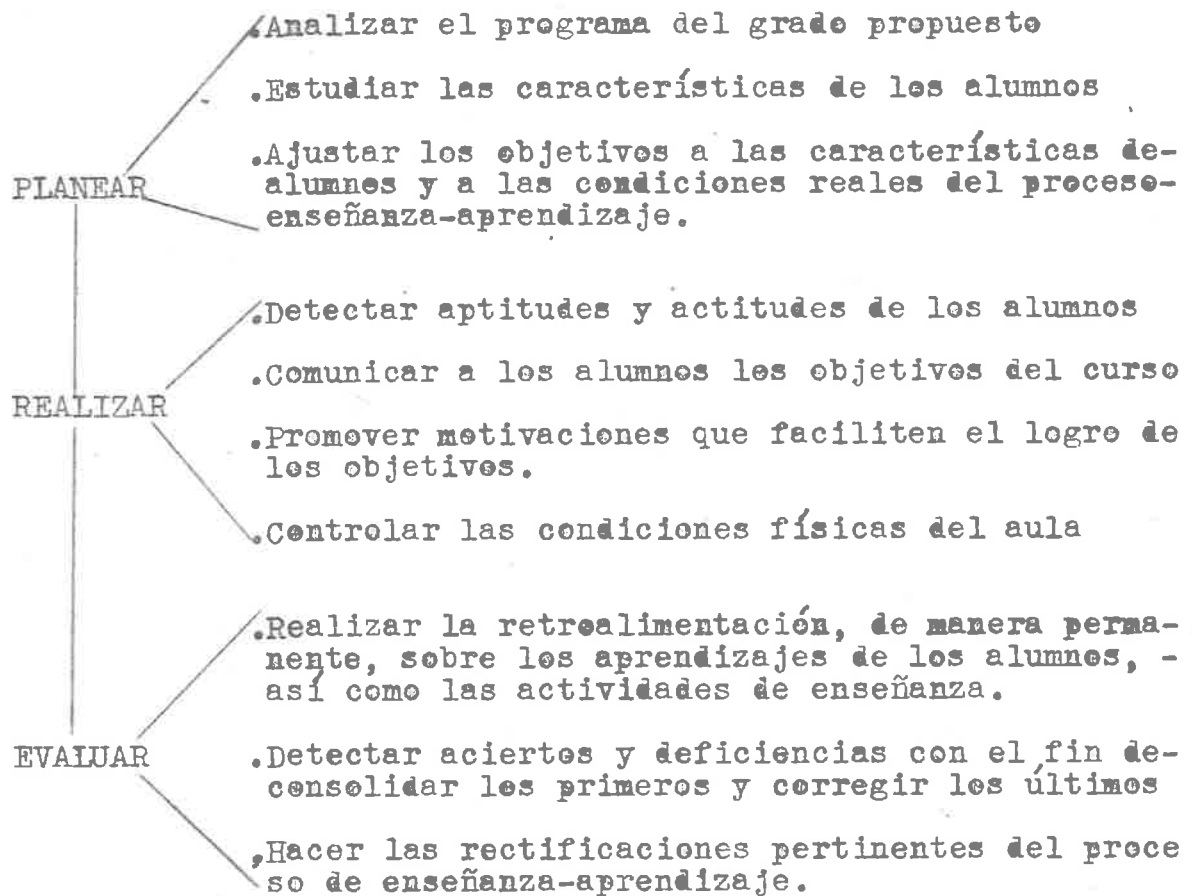 .Analizar el programa del grado propuesto
.Estudiar las características de los alumnos
.Ajustar los objetivos a las características de-
alumnos y a las condiciones reales del proceso-
enseñanza-aprendizaje.
PLANEAR
.Detectar aptitudes y actitudes de los alumnos
.Comunicar a los alumnos los objetivos del curso
REALIZAR
.Promover motivaciones que faciliten el logro de
los objetivos.
.Controlar las condiciones físicas del aula
.Realizar la retroalimentación, de manera perma-
nente, sobre los aprendizajes de los alumnos, -
así como las actividades de enseñanza.
EVALUAR
.Detectar aciertos y deficiencias con el fin de-
consolidar los primeros y corregir los últimos
.Hacer las rectificaciones pertinentes del proce
so de enseñanza-aprendizaje.